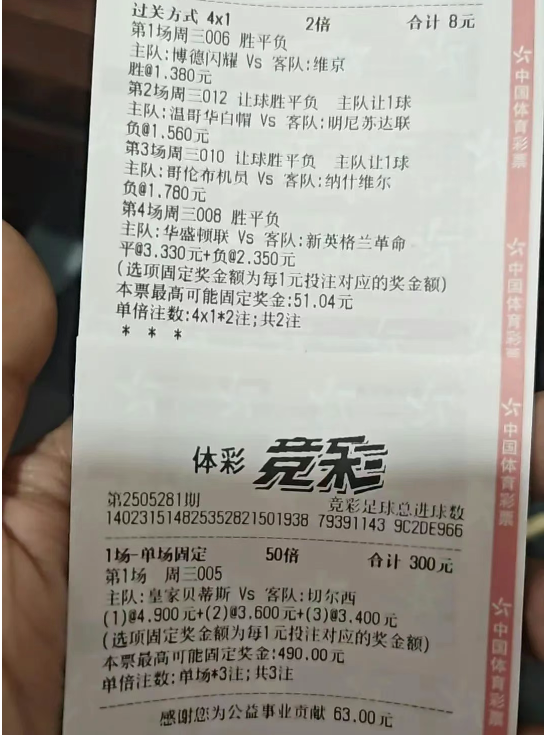 过关方式 4x1 2倍 合计 8元
第1场周三006 胜平负
主队:博德闪耀 Vs 客队:维京
胜@1.380元
第2场周三012 让球胜平负 主队让1球
主队:温哥华白帽 Vs 客队:明尼苏达联
负@1.560元
第3场周三010 让球胜平负 主队让1球
主队:哥伦布机员 Vs 客队:纳什维尔
负@1.780元
第4场周三008 胜平负
主队:华盛顿联 Vs 客队:新英格兰革命
平@3.330元+负@2.350元
(选项固定奖金额为每1元投注对应的奖金额)
本票最高可能固定奖金:51.04元
单倍注数:4x1*2注;共2注
* * *
体彩 竞彩
第2505281期 竞彩足球总进球数
140231514825352821501938 79391143 9C2DE966
1场-单场固定 50倍 合计 300元
第1场 周三005
主队:皇家贝蒂斯 Vs 客队:切尔西
(1)@4.900元+(2)@3.600元+(3)@3.400元
(选项固定奖金额为每1元投注对应的奖金额)
本票最高可能固定奖金:490.00元
单倍注数:单场*3注;共3注
感谢您为公益事业贡献 63.00元
中国体育彩票
中国体育彩票
中国体育彩票
中国体育彩票